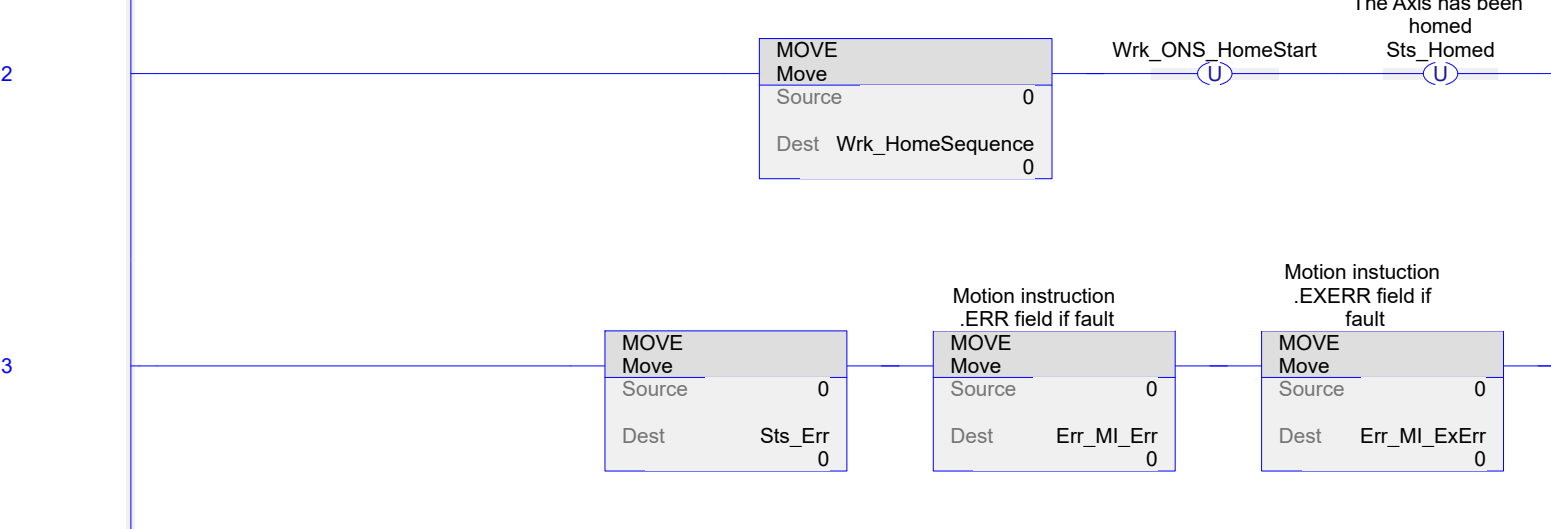 The Axis has been
homed
Wrk_ONS_HomeStart
Sts_Homed
2
MOVE
Move
U
U
Source 0
Dest Wrk_HomeSequence
0
Motion instruction
.ERR field if fault
Motion instuction
.EXERR field if
fault
3
MOVE
Move
Source 0
Dest Sts_Err
0
MOVE
Move
Source 0
Dest Err_MI_Err
0
MOVE
Move
Source 0
Dest Err_MI_ExErr
0